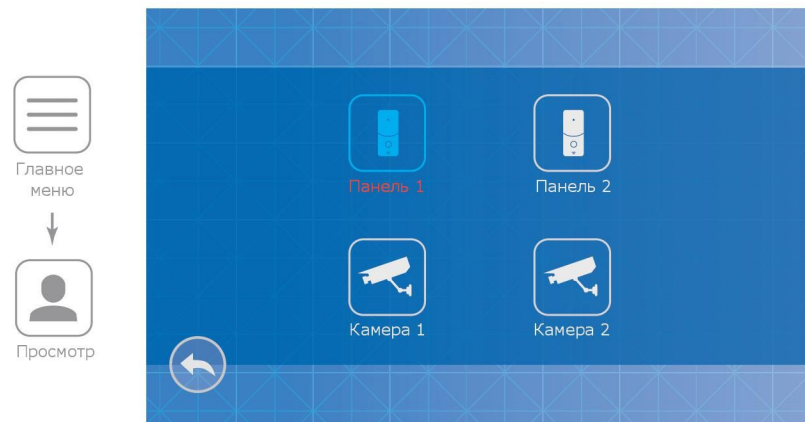 Главное
меню
Просмотр
Панель 1
Панель 2
Камера 1
Камера 2